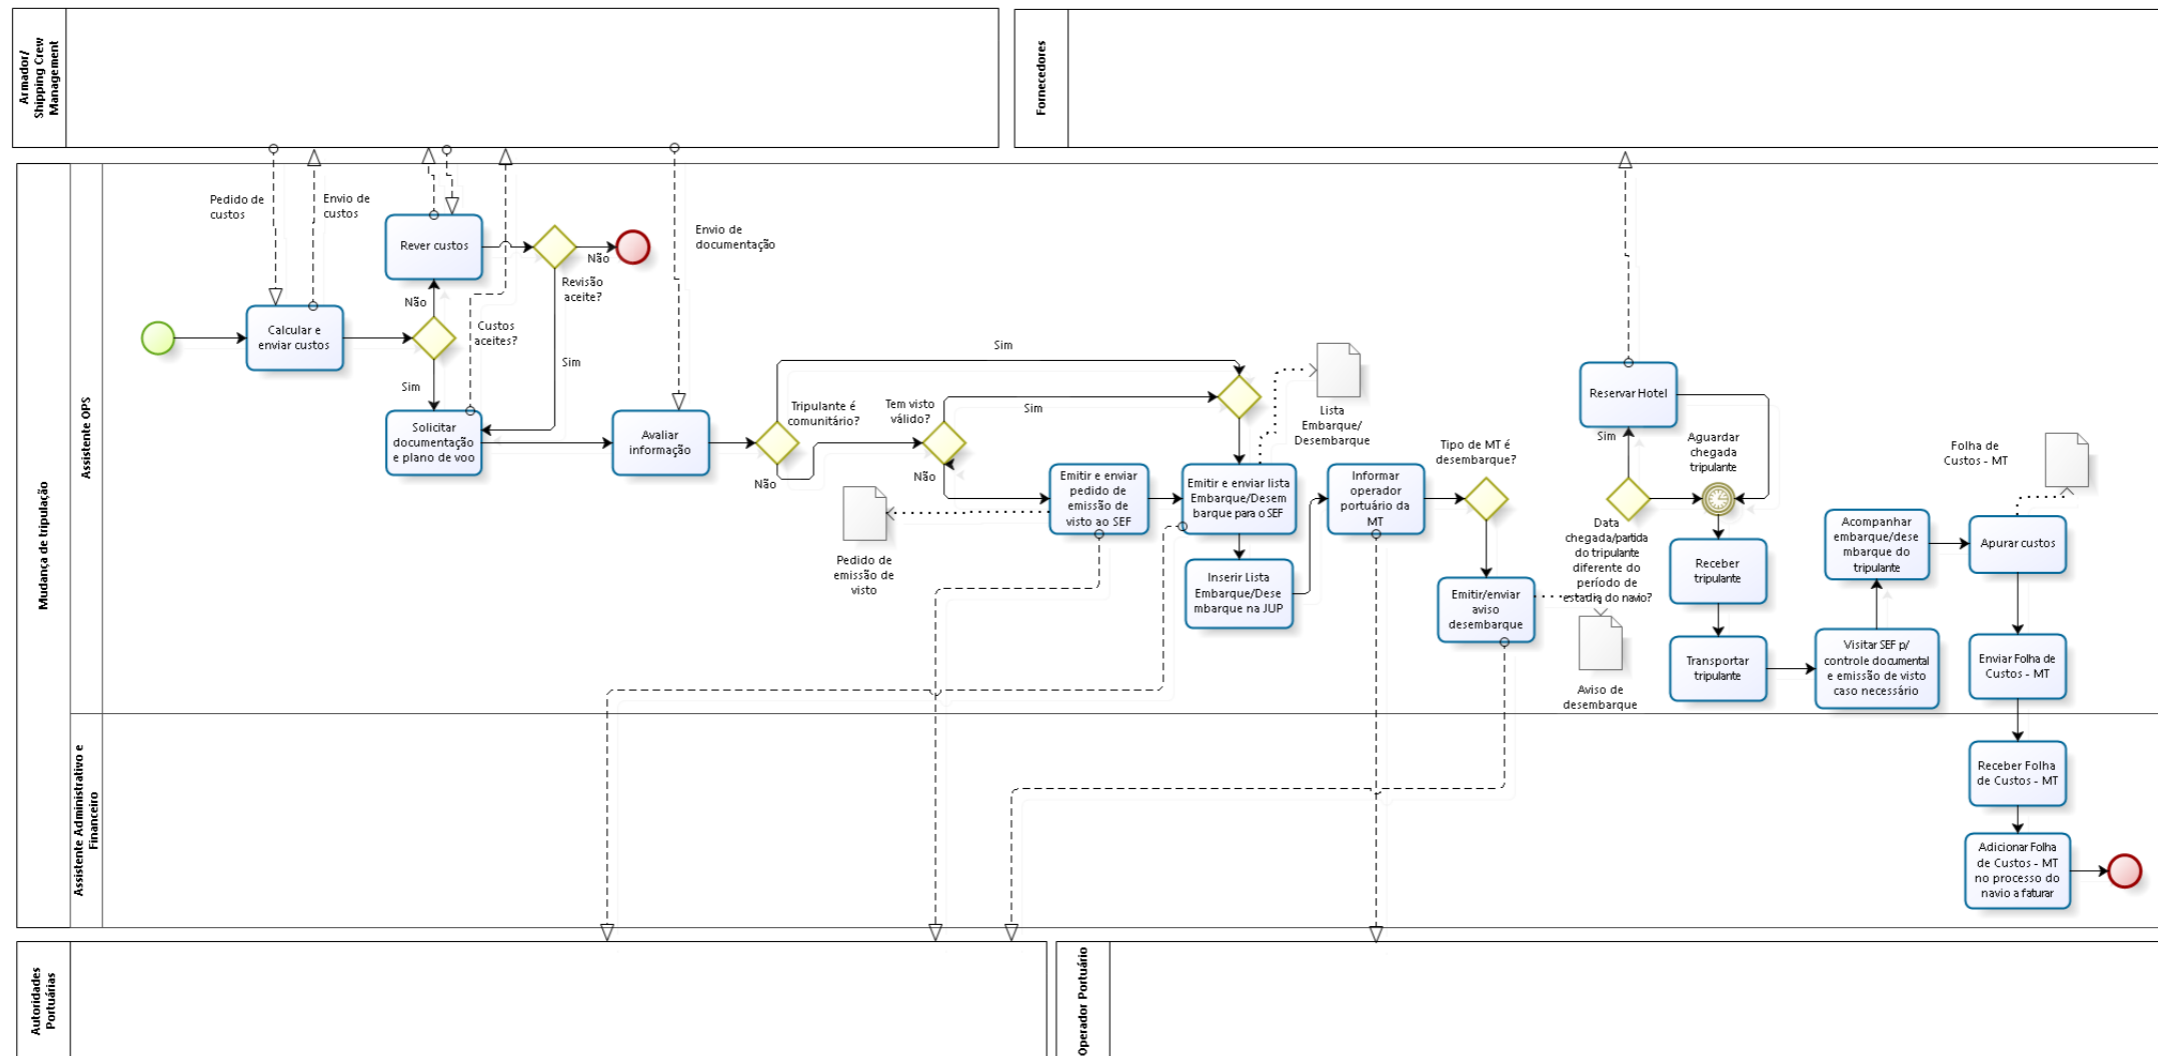 Armador/
Shipping Crew
Management
Fornecedores
Mudança de tripulação
Assistente OPS
Pedido de
custos
Envio de
custos
Rever custos
Não
Revisão
aceite?
Envio de
documentação
Calcular e
enviar custos
Não
Custos
aceites?
Sim
Sim
Solicitar
documentação
e plano de voo
Avaliar
informação
Tripulante é
comunitário?
Não
Sim
Tem visto
válido?
Sim
Não
Pedido de
emissão de
visto
Emitir e enviar
pedido de
emissão de
visto ao SEF
Lista
Embarque/
Desembarque
Emitir e enviar lista
Embarque/Desem
barque para o SEF
Inserir Lista
Embarque/Dese
mbarque na JUP
Informar
operador
portuário da
MT
Tipo de MT é
desembarque?
Emitir/enviar
aviso
desembarque
Aviso de
desembarque
Reservar Hotel
Sim
Data
chegada/partida
do tripulante
diferente do
período de
estadia do navio?
Aguardar
chegada
tripulante
Receber
tripulante
Transportar
tripulante
Visitar SEF p/
controle documental
e emissão de visto
caso necessário
Acompanhar
embarque/dese
mbarque do
tripulante
Folha de
Custos - MT
Apurar custos
Enviar Folha de
Custos - MT
Assistente Administrativo e
Financeiro
Receber Folha
de Custos - MT
Adicionar Folha
de Custos - MT
no processo do
navio a faturar
Autoridades
Portuárias
Operador Portuário